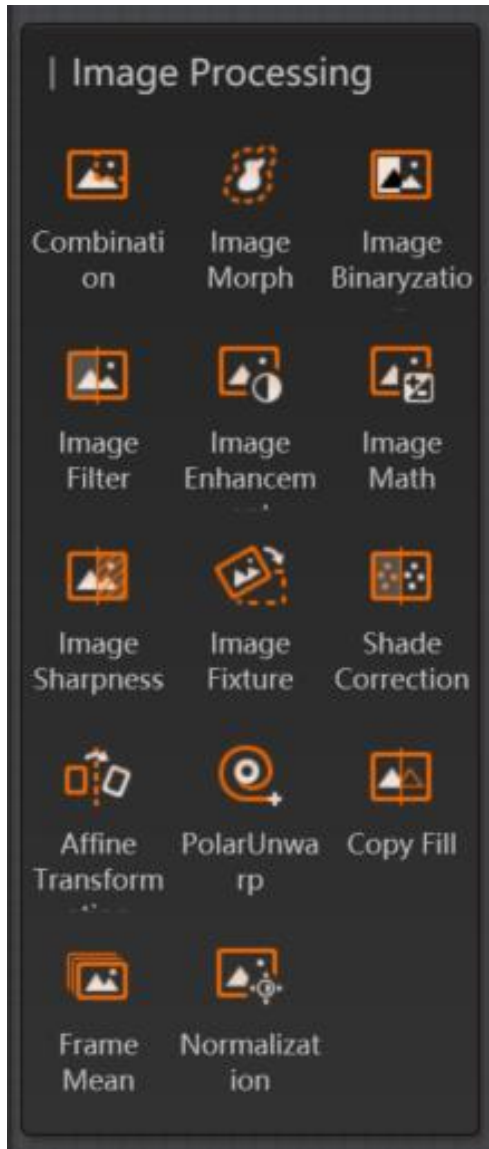 | Image Processing
Combinati
on
Image
Morph
Image
Binaryzatio
Image
Filter
Image
Enhancem
Image
Math
Image
Sharpness
Image
Fixture
Shade
Correction
Affine
Transform
PolarUnwa
rp
Copy Fill
Frame
Mean
Normalizat
ion